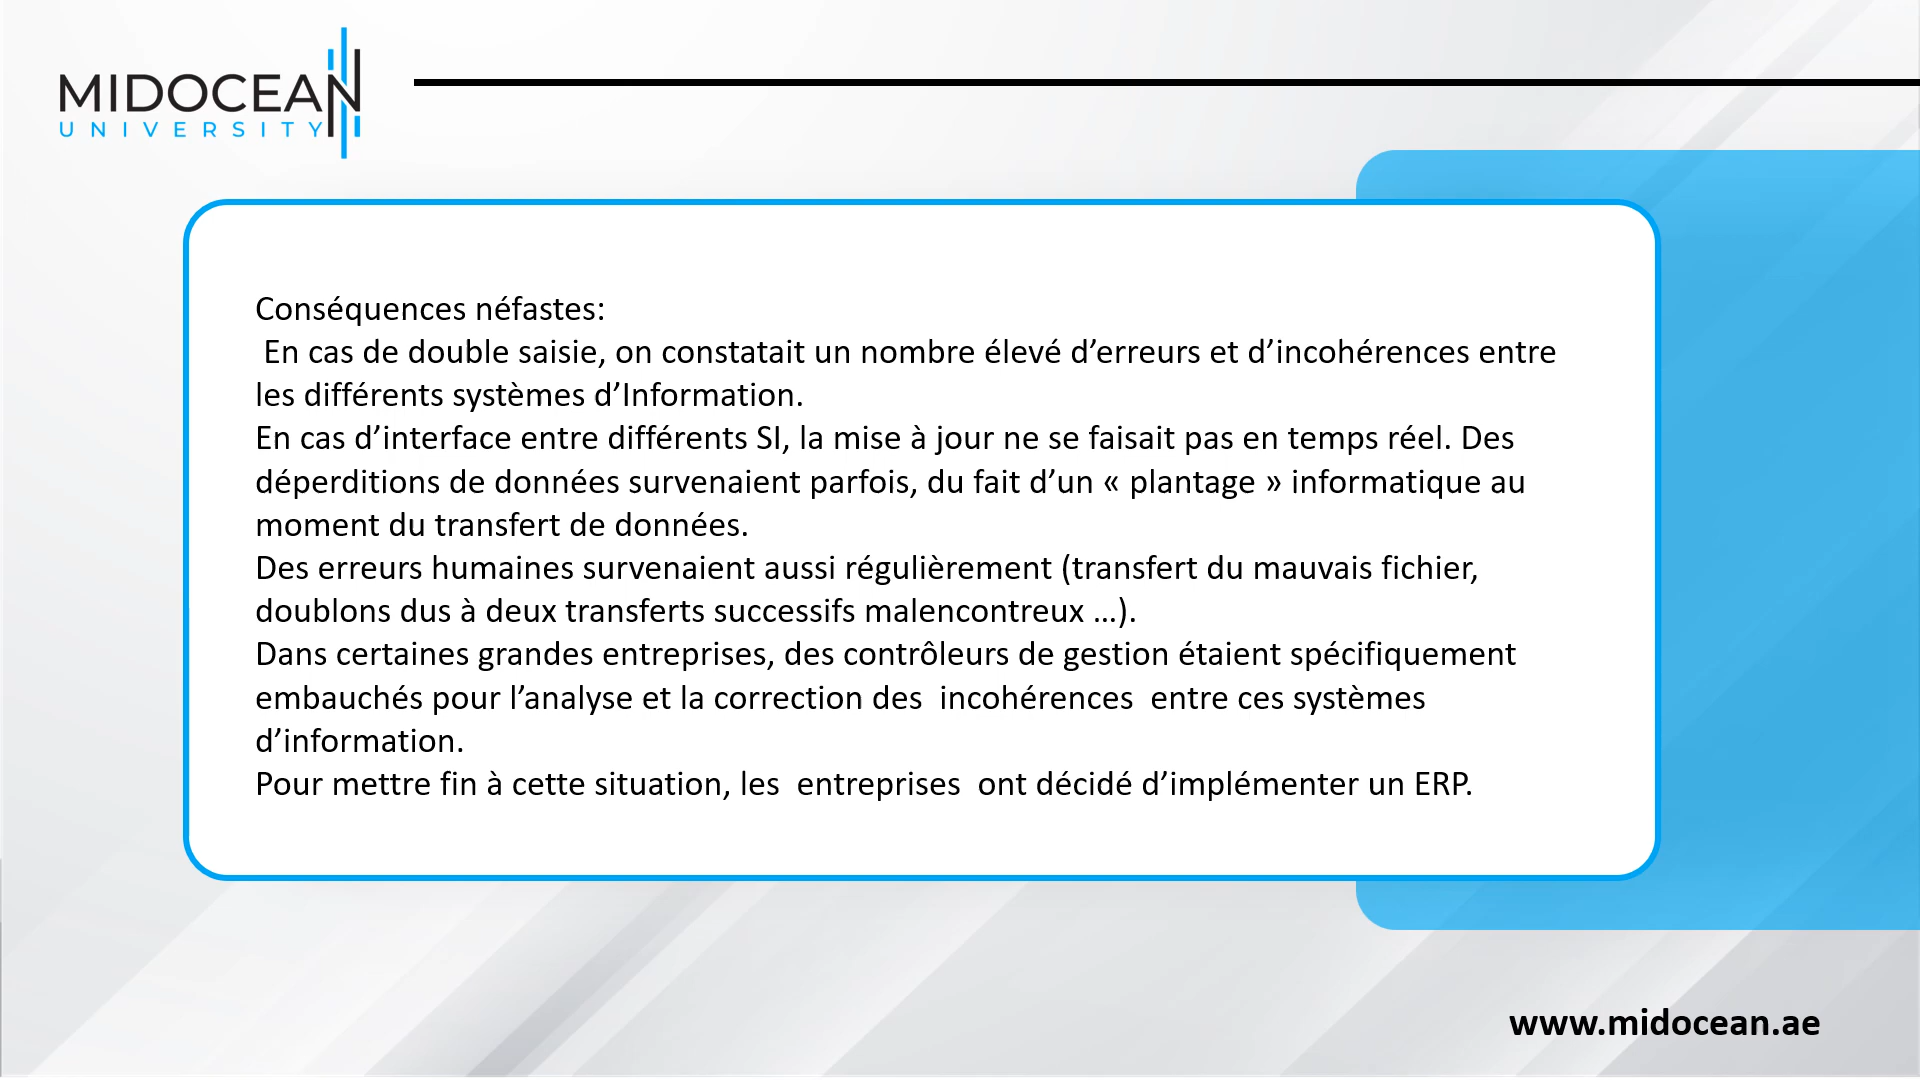 MIDOCEAN
UNIVERSITY
Conséquences néfastes:
En cas de double saisie, on constatait un nombre élevé d’erreurs et d’incohérences entre
les différents systèmes d’Information.
En cas d’interface entre différents SI, la mise à jour ne se faisait pas en temps réel. Des
déperditions de données survenaient parfois, du fait d’un « plantage » informatique au
moment du transfert de données.
Des erreurs humaines survenaient aussi régulièrement (transfert du mauvais fichier,
doublons dus à deux transferts successifs malencontreux …).
Dans certaines grandes entreprises, des contrôleurs de gestion étaient spécifiquement
embauchés pour l’analyse et la correction des  incohérences  entre ces systèmes
d’information.
Pour mettre fin à cette situation, les  entreprises  ont décidé d’implémenter un ERP.
www.midocean.ae